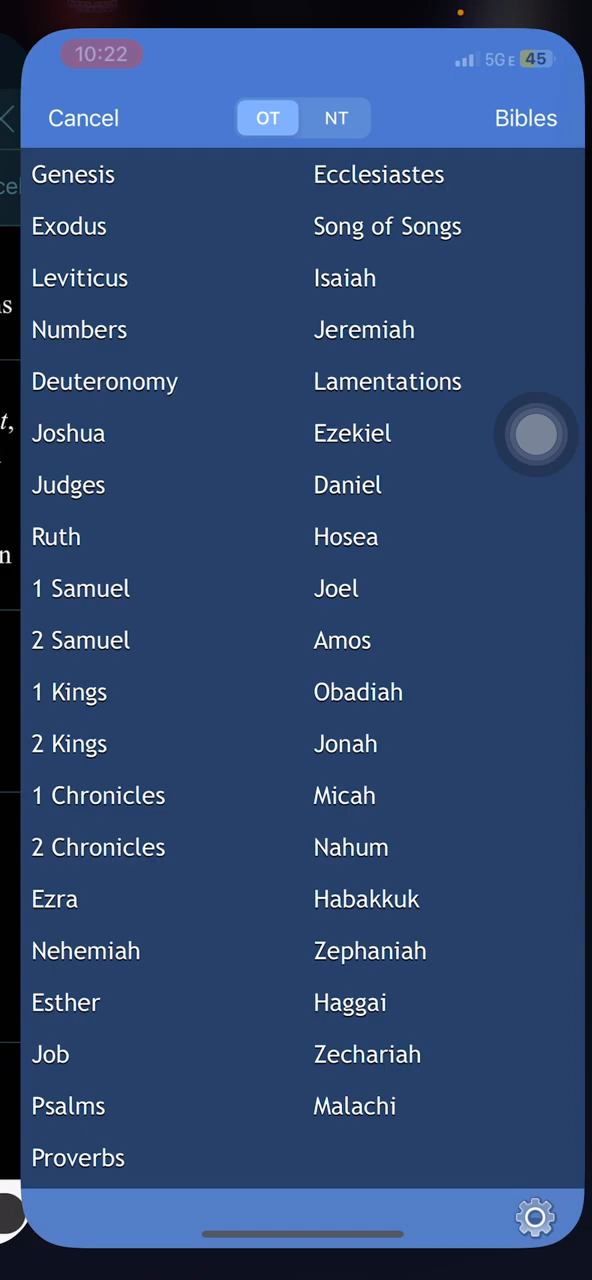 10:22
5GE 45
Cancel OT NT Bibles
Genesis
Exodus
Leviticus
Numbers
Deuteronomy
Joshua
Judges
Ruth
1 Samuel
2 Samuel
1 Kings
2 Kings
1 Chronicles
2 Chronicles
Ezra
Nehemiah
Esther
Job
Psalms
Proverbs
Ecclesiastes
Song of Songs
Isaiah
Jeremiah
Lamentations
Ezekiel
Daniel
Hosea
Joel
Amos
Obadiah
Jonah
Micah
Nahum
Habakkuk
Zephaniah
Haggai
Zechariah
Malachi